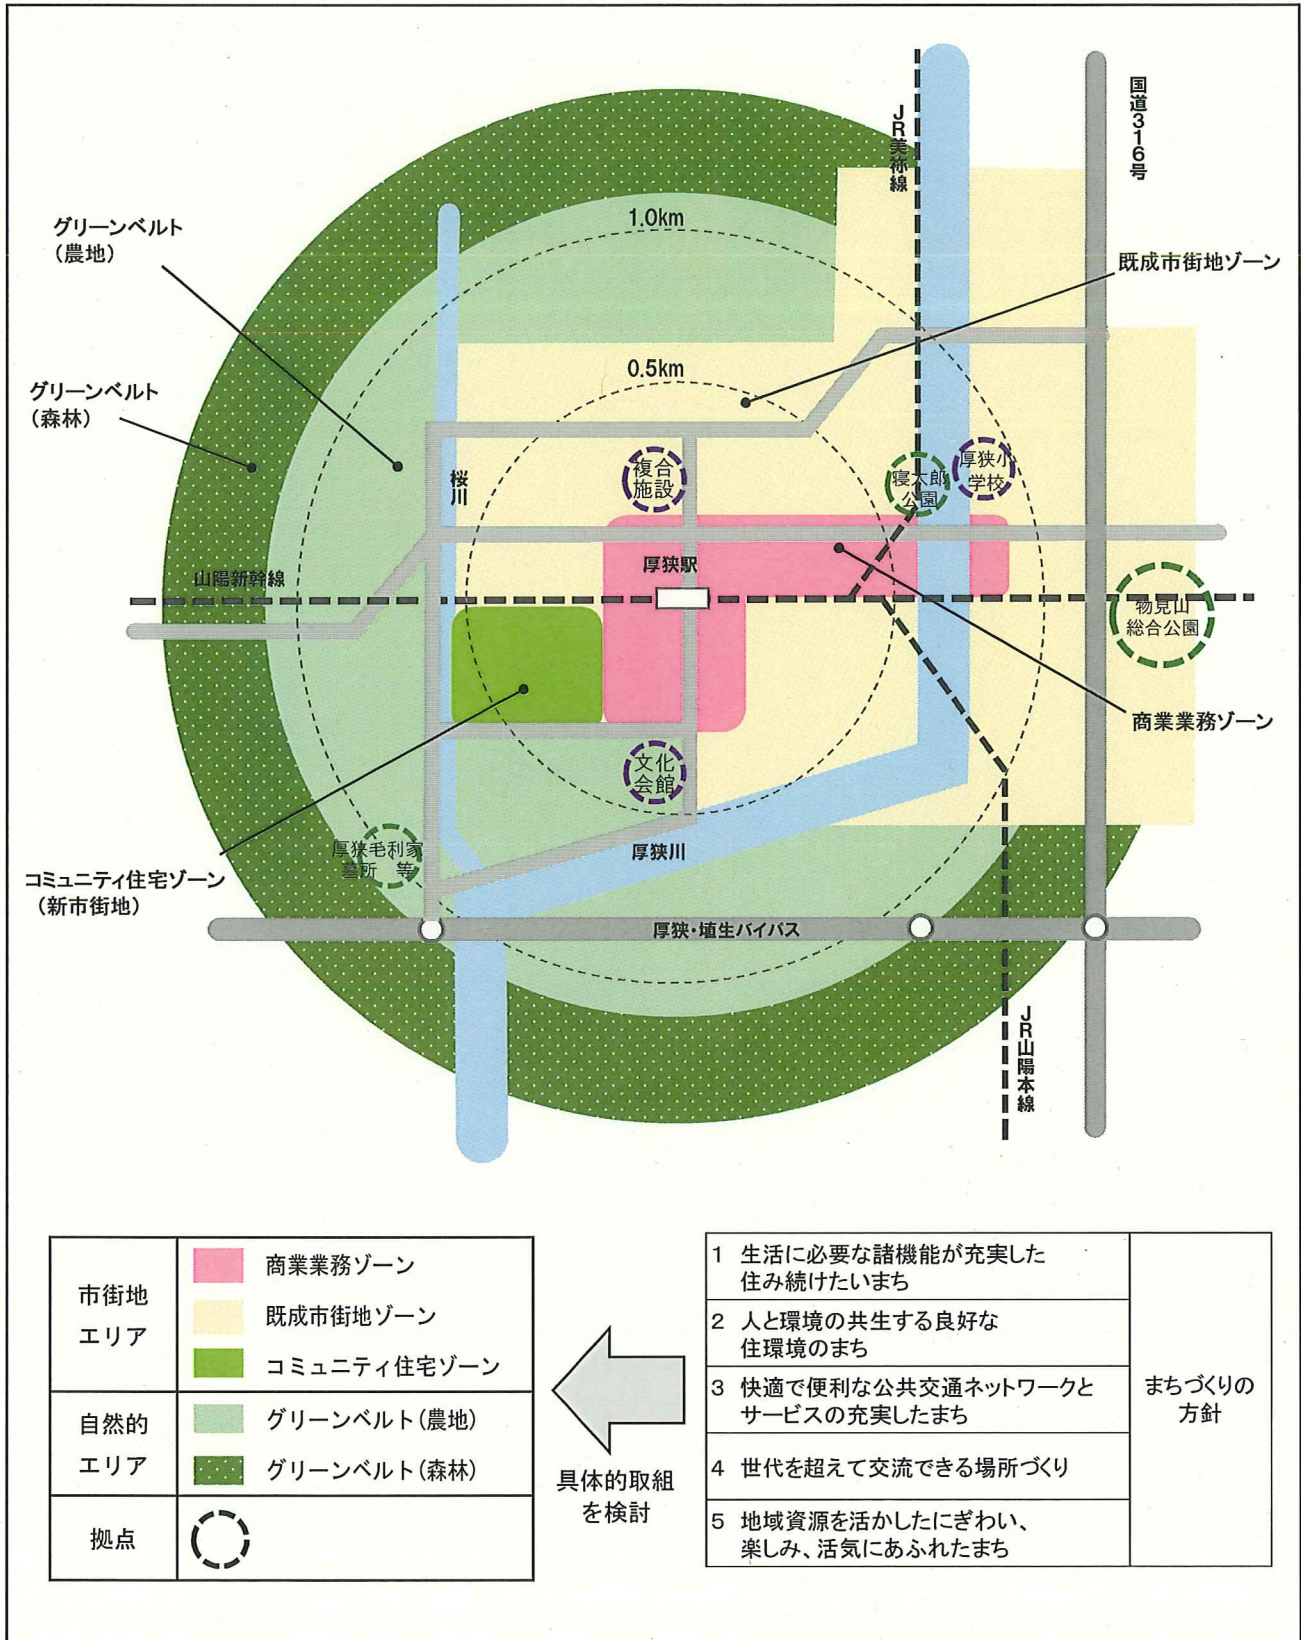 国道316号
JR美祢線
1.0km
グリーンベルト
(農地)
既成市街地ゾーン
0.5km
グリーンベルト
(森林)
桜川
複合
施設
寝太郎
公園
厚狭小
学校
厚狭駅
山陽新幹線
物見山
総合公園
商業業務ゾーン
文化
会館
厚狭毛利家
墓所 等
厚狭川
コミュニティ住宅ゾーン
(新市街地)
厚狭・埴生バイパス
JR山陽本線
市街地
エリア
商業業務ゾーン
既成市街地ゾーン
コミュニティ住宅ゾーン
自然的
エリア
グリーンベルト(農地)
グリーンベルト(森林)
拠点
具体的取組
を検討
1 生活に必要な諸機能が充実した
住み続けたいまち
2 人と環境の共生する良好な
住環境のまち
3 快適で便利な公共交通ネットワークと
サービスの充実したまち
4 世代を超えて交流できる場所づくり
5 地域資源を活かしたにぎわい、
楽しみ、活気にあふれたまち
まちづくりの
方針